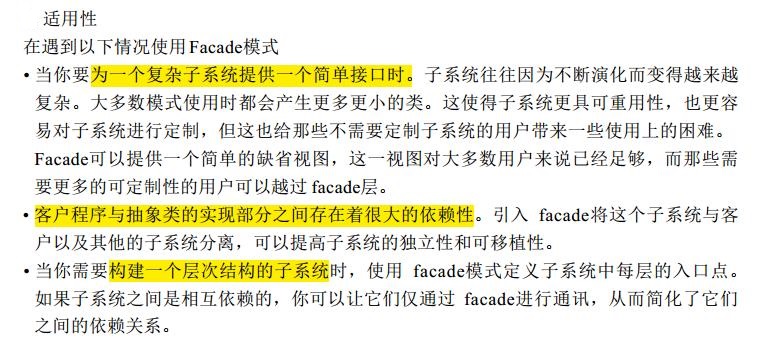 适用性
在遇到以下情况使用Facade模式
• 当你要为一个复杂子系统提供一个简单接口时。子系统往往因为不断演化而变得越来越
复杂。大多数模式使用时都会产生更多更小的类。这使得子系统更具可重用性，也更容
易对子系统进行定制，但这也给那些不需要定制子系统的用户带来一些使用上的困难。
Facade可以提供一个简单的缺省视图，这一视图对大多数用户来说已经足够，而那些需
要更多的可定制性的用户可以越过facade层。
• 客户程序与抽象类的实现部分之间存在着很大的依赖性。引入 facade将这个子系统与客
户以及其他的子系统分离，可以提高子系统的独立性和可移植性。
• 当你需要构建一个层次结构的子系统时，使用 facade模式定义子系统中每层的入口点。
如果子系统之间是相互依赖的，你可以让它们仅通过 facade进行通讯，从而简化了它们
之间的依赖关系。